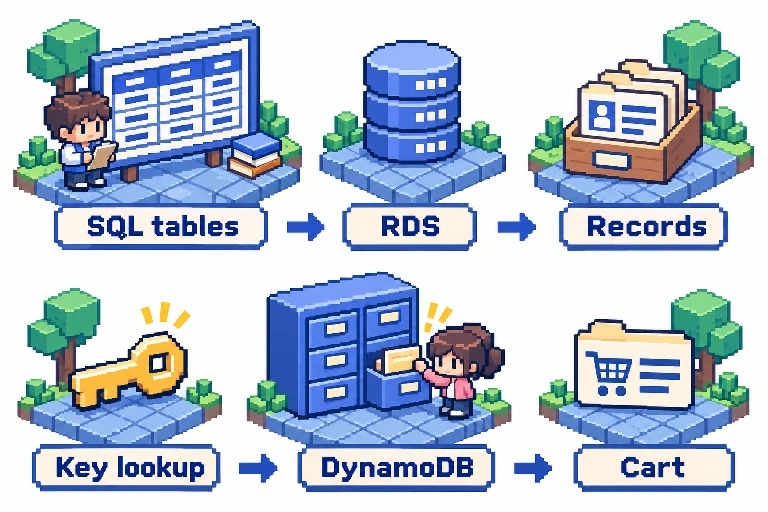 SQL tables
RDS
Records
Key lookup
DynamoDB
Cart